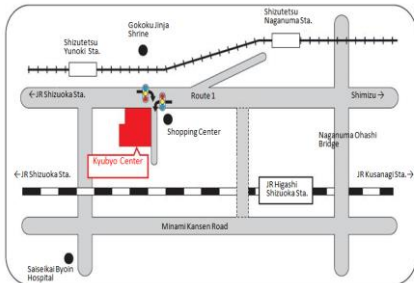 Gokoku Jinja
Shrine
Shizutetsu
Naganuma Sta.
Shizutetsu
Yunoki Sta.
←JR Shizuoka Sta.
Route 1
Shimizu→
Shopping Center
Naganuma Ohashi
Bridge
Kyubyo Center
←JR Shizuoka Sta.
JR Higashi
Shizuoka Sta.
JR Kusanagi Sta.→
Minami Kansen Road
Saiseikai Byoin
Hospital